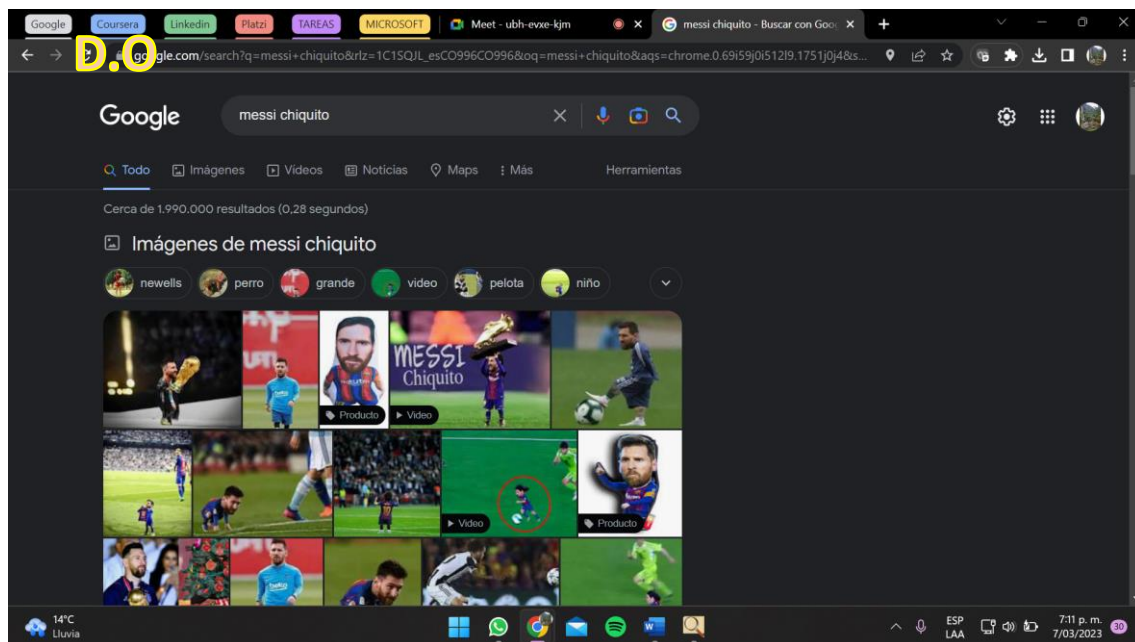 Google Coursera Linkedin Platzi TAREAS MICROSOFT Meet - ubh-evxe-kjm messi chiquito - Buscar con Goo
D.O
google.com/search?q=messi+chiquito&rlz=1C1SQJL_esCO996CO996&oq=messi+chiquito&aqs=chrome.0.69i59j0i512l9.1751j0j4&s...
Google messi chiquito
Todo Imágenes Vídeos Noticias Maps Más Herramientas
Cerca de 1.990.000 resultados (0,28 segundos)
Imágenes de messi chiquito
newells perro grande video pelota niño
MESSI
Chiquito
Producto Video
Video Producto
14°C ESP 7:11 p. m.
Lluvia LAA 7/03/2023 30